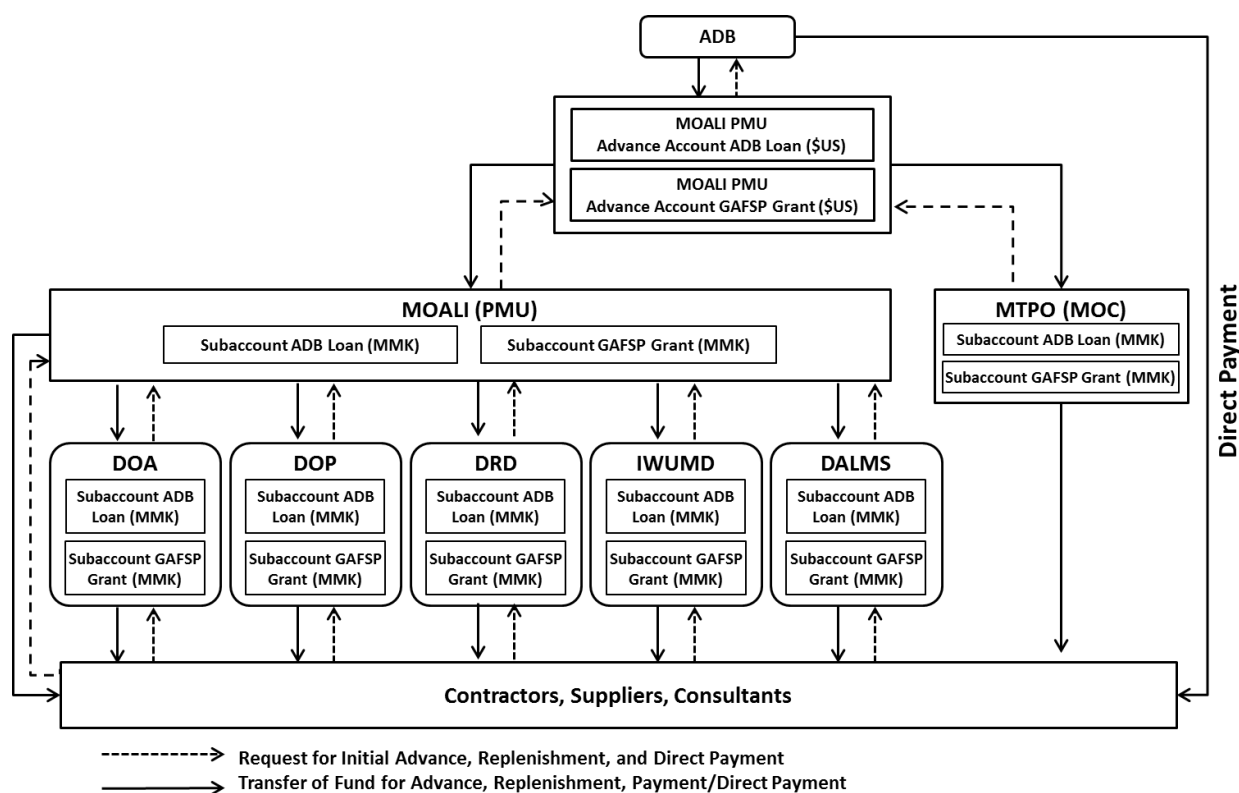 ADB
MOALI PMU
Advance Account ADB Loan ($US)
MOALI PMU
Advance Account GAFSP Grant ($US)
Direct Payment
MOALI (PMU)
Subaccount ADB Loan (MMK)
Subaccount GAFSP Grant (MMK)
MTPO (MOC)
Subaccount ADB Loan (MMK)
Subaccount GAFSP Grant (MMK)
DOA
Subaccount ADB
Loan (MMK)
Subaccount GAFSP
Grant (MMK)
DOP
Subaccount ADB
Loan (MMK)
Subaccount GAFSP
Grant (MMK)
DRD
Subaccount ADB
Loan (MMK)
Subaccount GAFSP
Grant (MMK)
IWUMD
Subaccount ADB
Loan (MMK)
Subaccount GAFSP
Grant (MMK)
DALMS
Subaccount ADB
Loan (MMK)
Subaccount GAFSP
Grant (MMK)
Contractors, Suppliers, Consultants
Request for Initial Advance, Replenishment, and Direct Payment
Transfer of Fund for Advance, Replenishment, Payment/Direct Payment